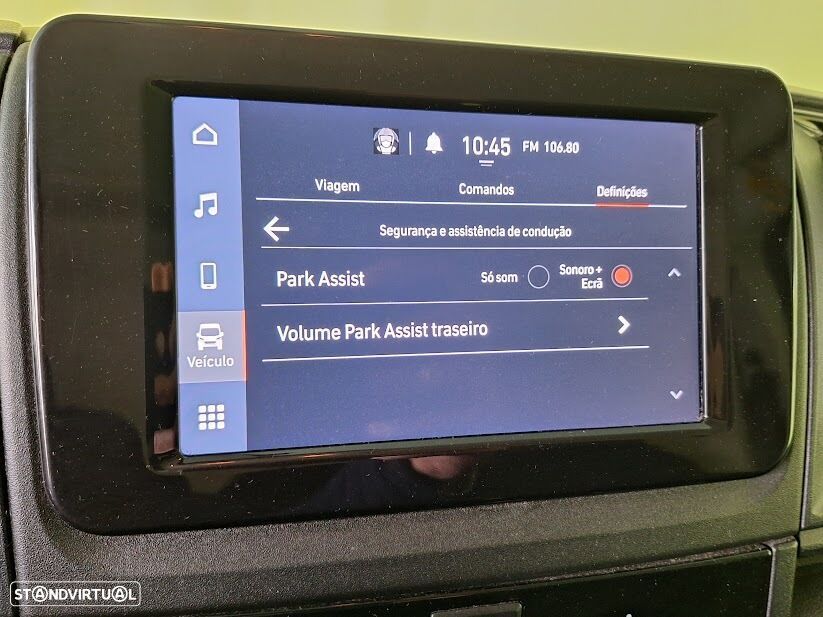 10:45 FM 106.80
Viagem Comandos Definições
Segurança e assistência de condução
Park Assist Só som Sonoro +
Ecrã
Volume Park Assist traseiro
Veículo
STANDVIRTUAL